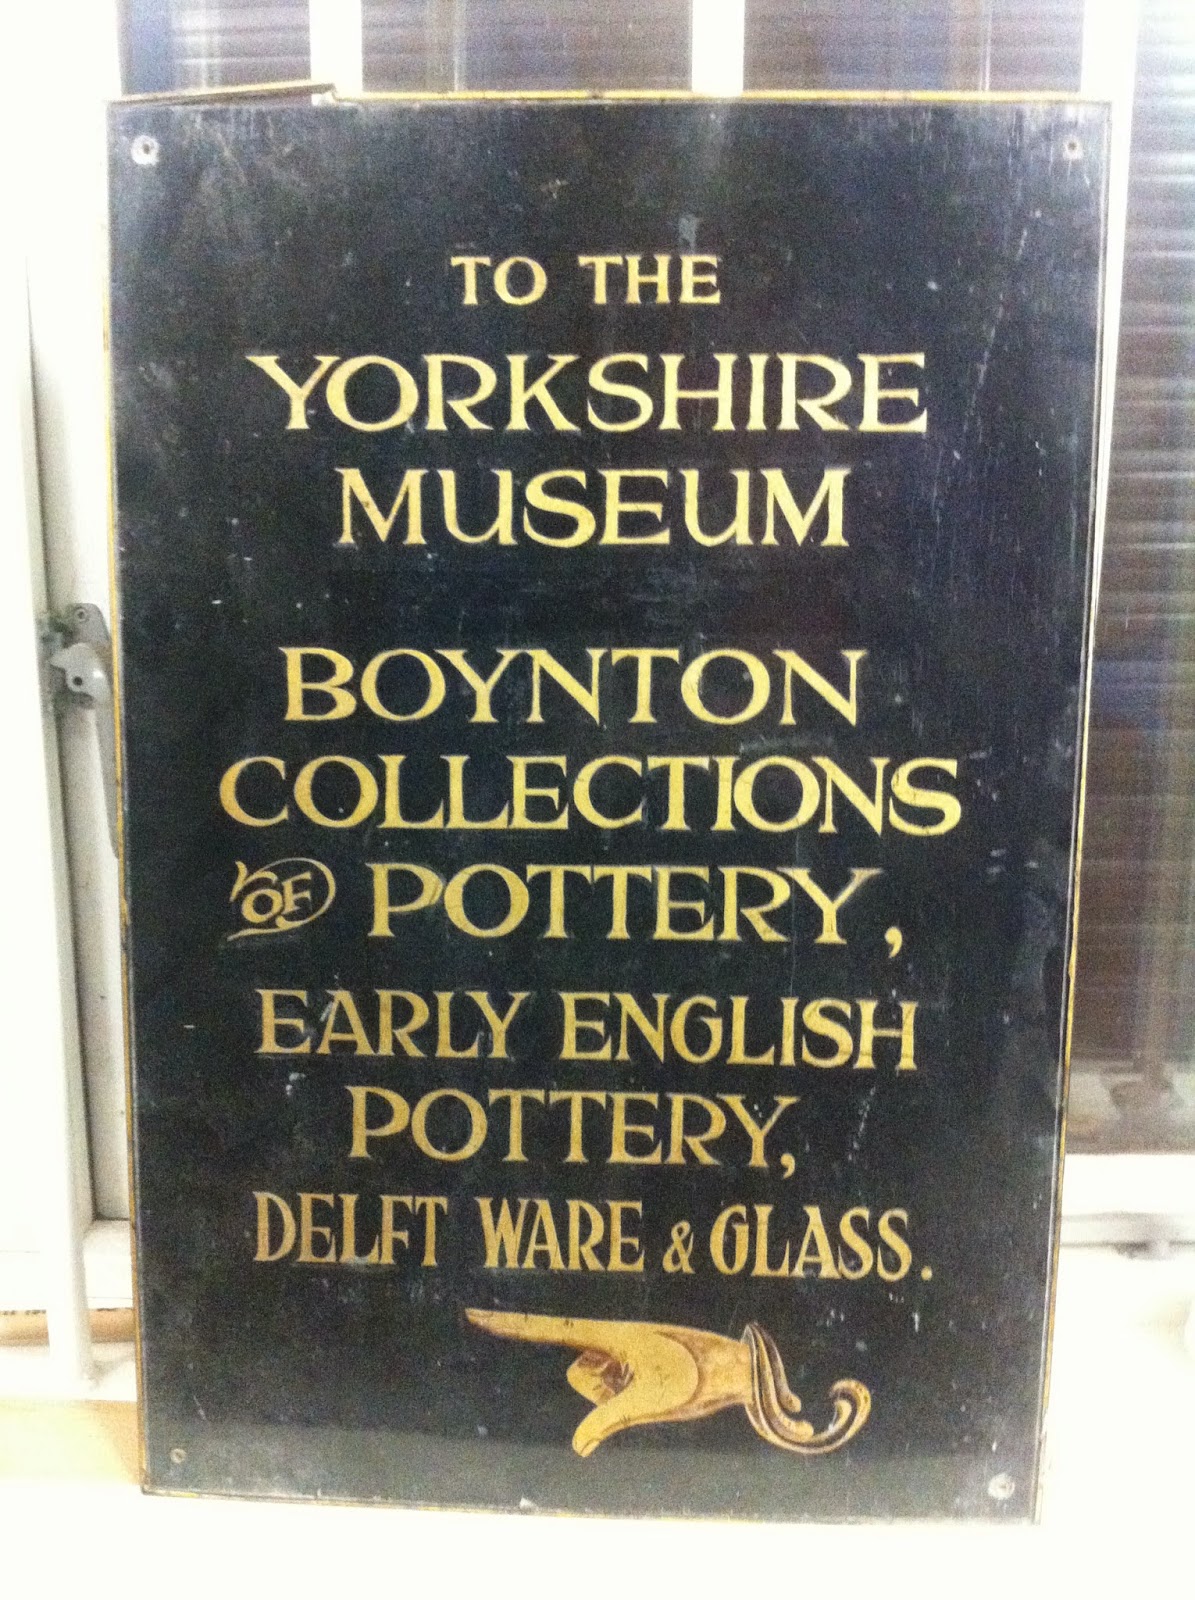 TO THE
YORKSHIRE
MUSEUM
BOYNTON
COLLECTIONS
OF POTTERY,
EARLY ENGLISH
POTTERY,
DELFT WARE & GLASS.